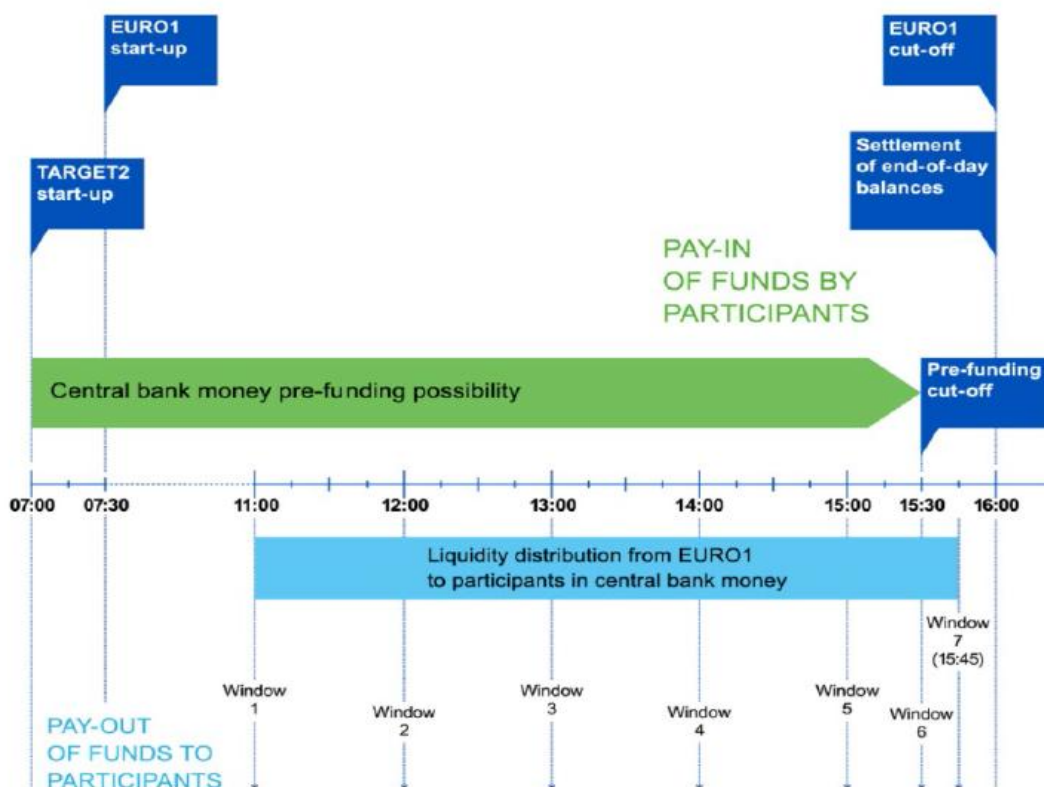 EURO1
start-up
EURO1
cut-off
TARGET2
start-up
Settlement
of end-of-day
balances
PAY-IN
OF FUNDS BY
PARTICIPANTS
Central bank money pre-funding possibility
Pre-funding
cut-off
07:00 07:30 11:00 12:00 13:00 14:00 15:00 15:30 16:00
Liquidity distribution from EURO1
to participants in central bank money
Window
7
(15:45)
Window
1
Window
2
Window
3
Window
4
Window
5
Window
6
PAY-OUT
OF FUNDS TO
PARTICIPANTS